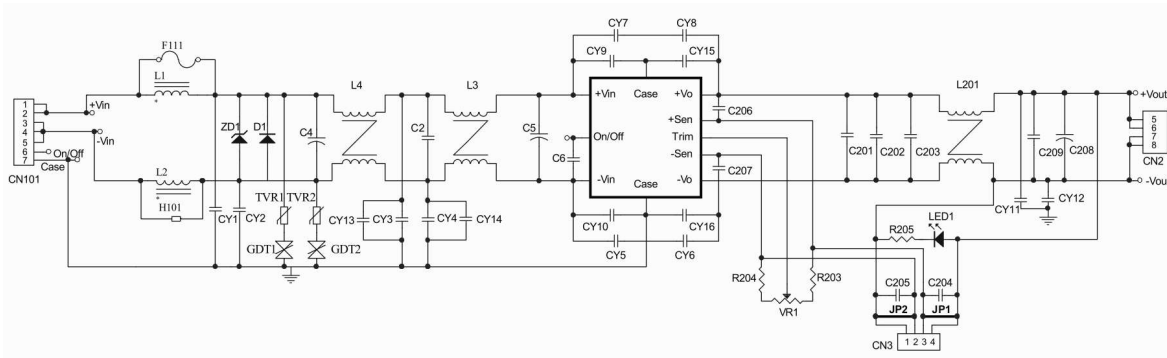 CY7 CY8
F111
CY9 CY15
L1 L4 L3 L201
+Vin Case +Vo +Vout
1 +Vin C206
2 ZD1 D1 C4 C2 C5 +Sen 5
3 On/Off Trim 6
4 -Vin C6 -Sen C201 C202 C203 C209 C208 7
5 8
6 On/Off CN2
7 Case L2 -Vin Case -Vo C207 -Vout
CN101
H101 CY1 CY2 TVR1 TVR2 CY13 CY3 CY4 CY14 CY10 CY16 CY11 CY12
GDT1 GDT2 CY5 CY6 R205 LED1
R204 R203
VR1 C205 C204
JP2 JP1
CN3 1 2 3 4